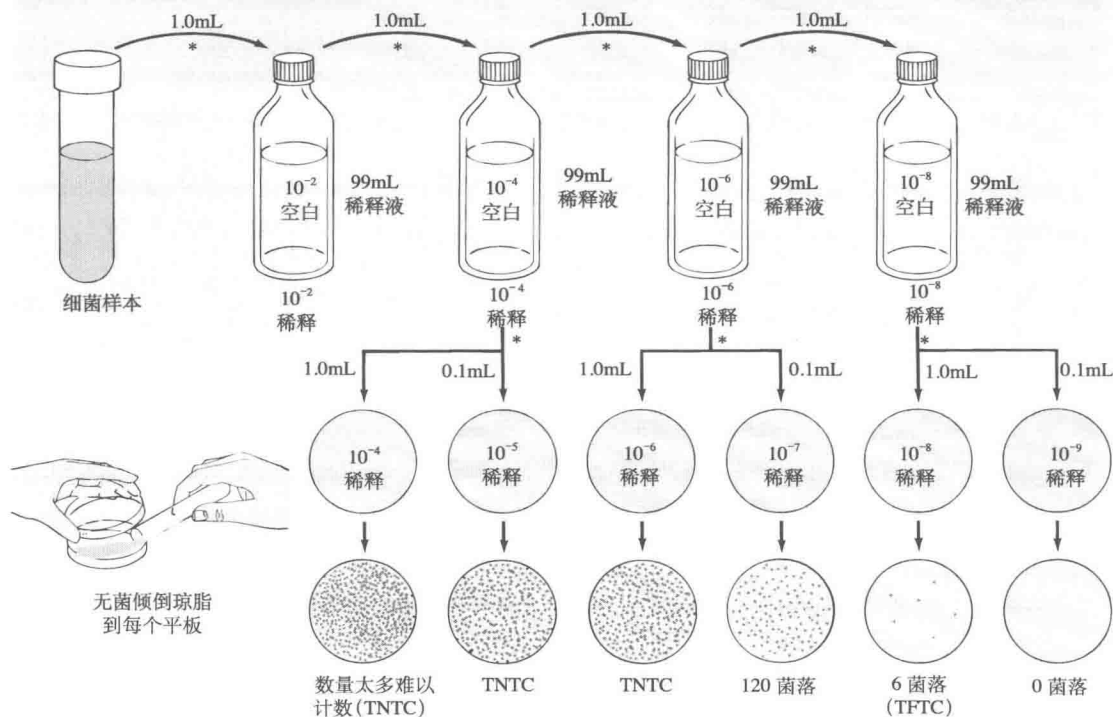 1.0mL 1.0mL 1.0mL 1.0mL
* * * *
10⁻²
空白
99mL
稀释液
10⁻⁴
空白
99mL
稀释液
10⁻⁶
空白
99mL
稀释液
10⁻⁸
空白
99mL
稀释液
细菌样本
10⁻²
稀释
10⁻⁴
稀释
*
10⁻⁶
稀释
*
10⁻⁸
稀释
*
1.0mL 0.1mL 1.0mL 0.1mL 1.0mL 0.1mL
10⁻⁴
稀释
10⁻⁵
稀释
10⁻⁶
稀释
10⁻⁷
稀释
10⁻⁸
稀释
10⁻⁹
稀释
无菌倾倒琼脂
到每个平板
数量太多难以
计数(TNTC)
TNTC
TNTC
120 菌落
6 菌落
(TFTC)
0 菌落